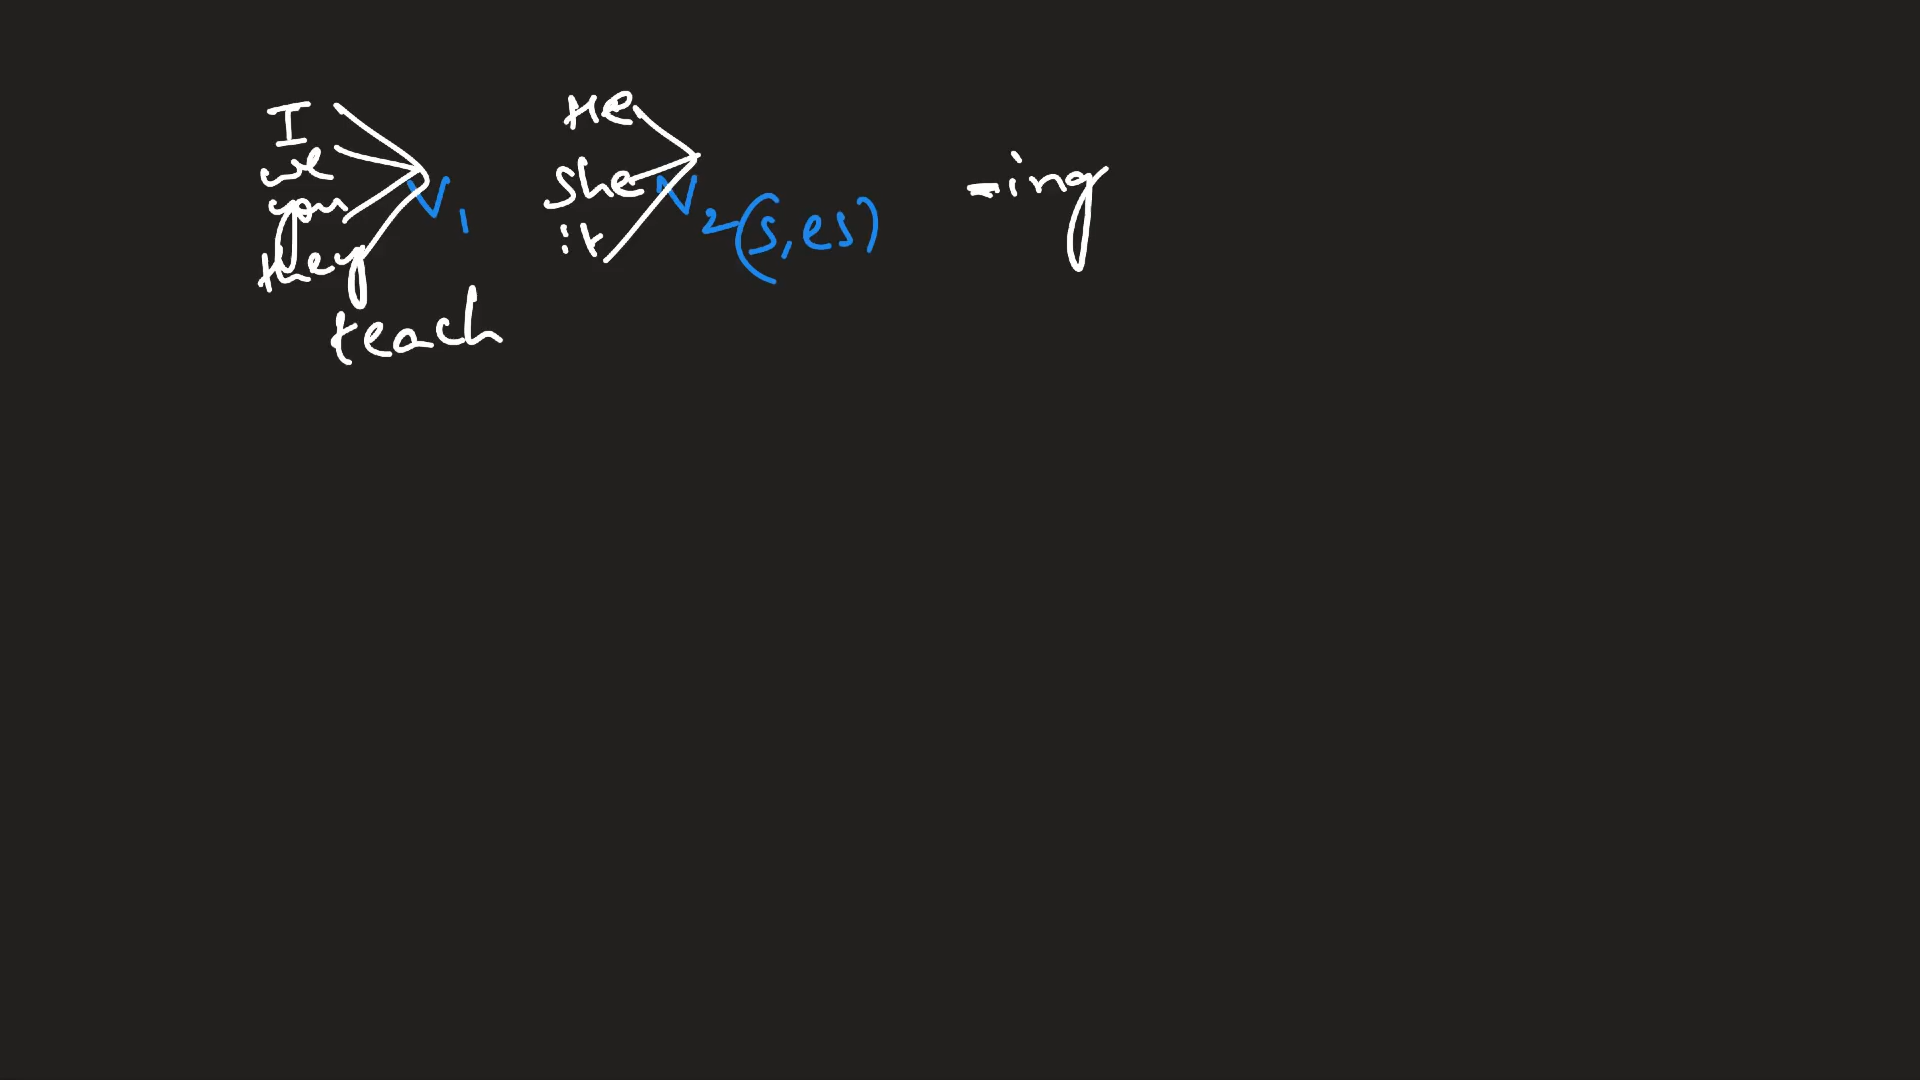 I
we
you
they
V1
teach
He
She
it
V2(s, es)
-ing